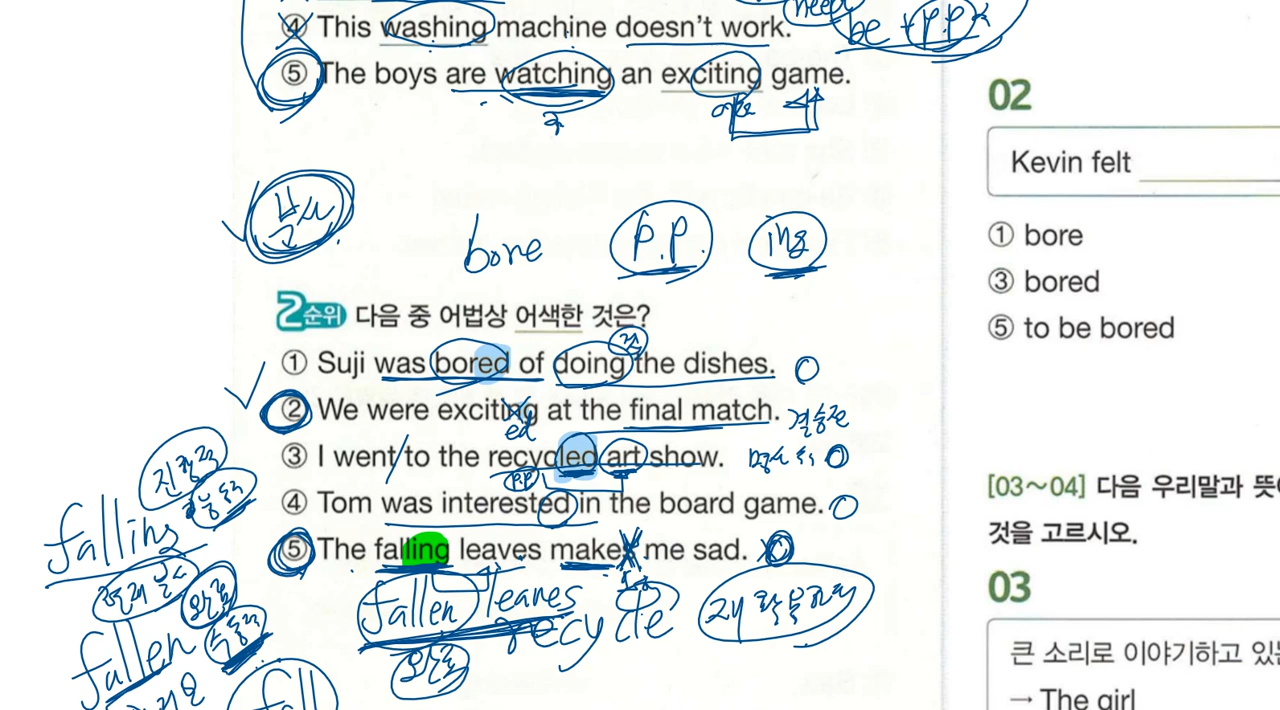 ④ This washing machine doesn't work.
need
be + p.p
⑤ The boys are watching an exciting game.
bore p.p. ing
2순위 다음 중 어법상 어색한 것은?
① Suji was bored of doing the dishes.
② We were exciting at the final match.
ed
결승전
③ I went to the recycled art show.
pp
④ Tom was interested in the board game.
⑤ The falling leaves makes me sad.
falling
진행
능동
fallen leaves
완료
recycle
fallen
완료
수동
fall
02
Kevin felt
① bore
③ bored
⑤ to be bored
[03~04] 다음 우리말과 뜻
것을 고르시오.
03
큰 소리로 이야기하고 있는
→ The girl